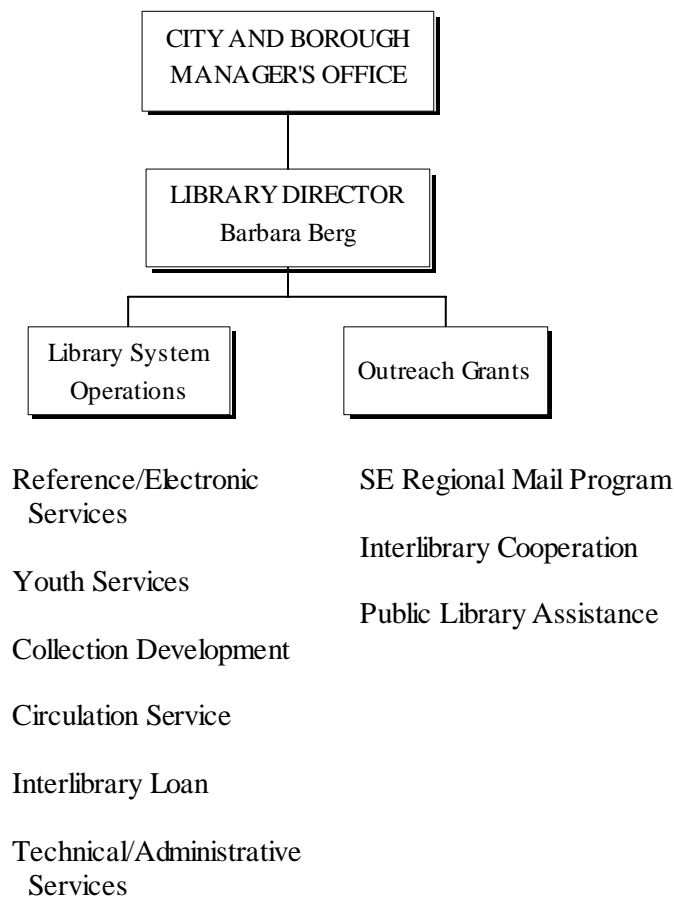 CITY AND BOROUGH
MANAGER'S OFFICE
LIBRARY DIRECTOR
Barbara Berg
Library System
Operations
Outreach Grants
Reference/Electronic
Services
Youth Services
Collection Development
Circulation Service
Interlibrary Loan
Technical/Administrative
Services
SE Regional Mail Program
Interlibrary Cooperation
Public Library Assistance